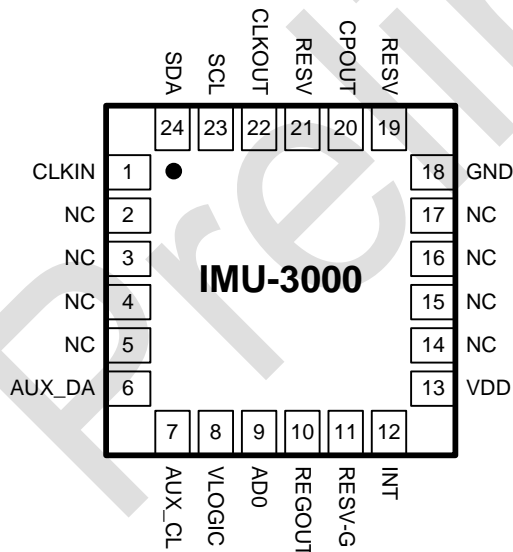 SDA SCL CLKOUT RESV CPOUT RESV
24 23 22 21 20 19
CLKIN 1 18 GND
NC 2 17 NC
NC 3 16 NC
IMU-3000
NC 4 15 NC
NC 5 14 NC
AUX_DA 6 13 VDD
7 8 9 10 11 12
AUX_CL VLOGIC AD0 REGOUT RESV-G INT